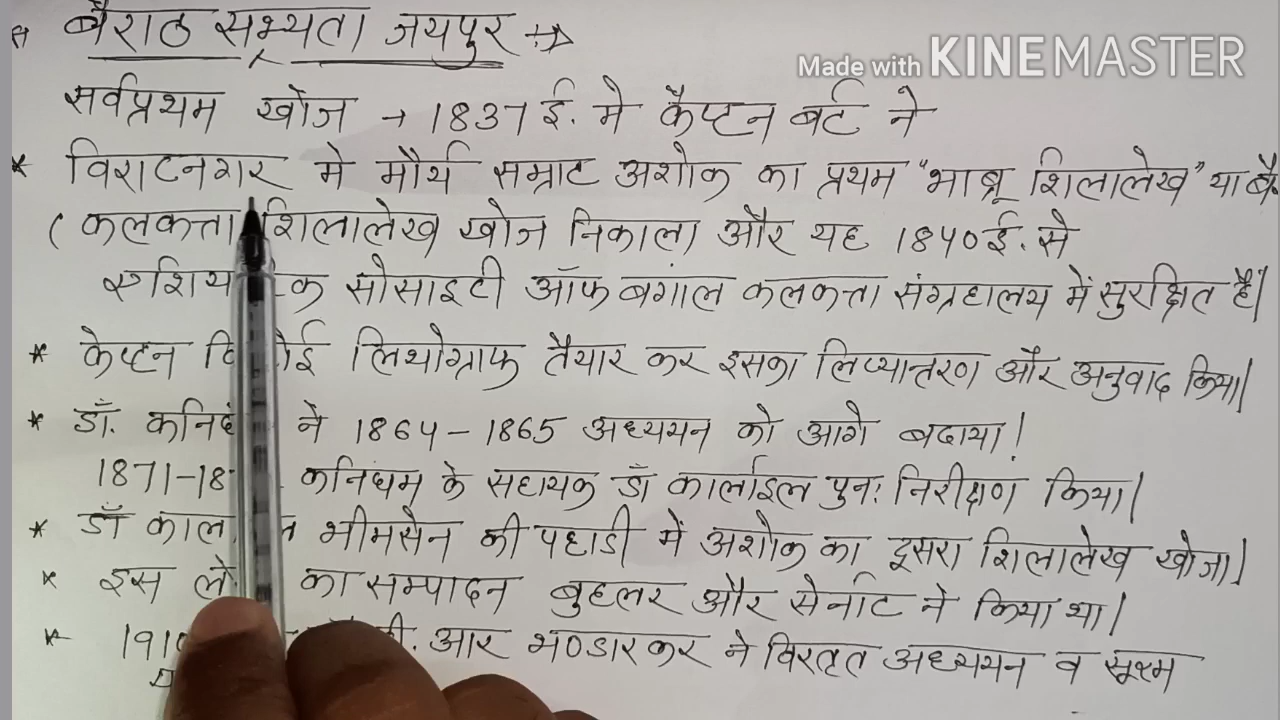 बैराठ सभ्यता जयपुर →
Made with KINEMASTER
सर्वप्रथम खोज → 1837 ई. मे कैप्टन बर्ट ने
* विराटनगर मे मौर्य सम्राट अशोक का प्रथम "भाब्रू शिलालेख" या बै
( कलकत्ता शिलालेख खोज निकाला और यह 1840 ई. से
सोसाइटी ऑफ बगाल कलकत्ता संग्रहालय में सुरक्षित है।
* केप्टन लिथोग्राफ तैयार कर इसका लिप्यान्तरण और अनुवाद किया।
* डॉ. ने 1864-1865 अध्ययन को आगे बढाया!
1871-18 कनिंघम के सहायक डॉ कार्लाइल पुनः निरीक्षण किया।
* डॉ भीमसेन की पहाडी में अशोक का दूसरा शिलालेख खोजा।
* इस का सम्पादन बुहलर और सेनार्ट ने किया था।
* आर भण्डारकर ने विस्तृत अध्ययन व सूक्ष्म